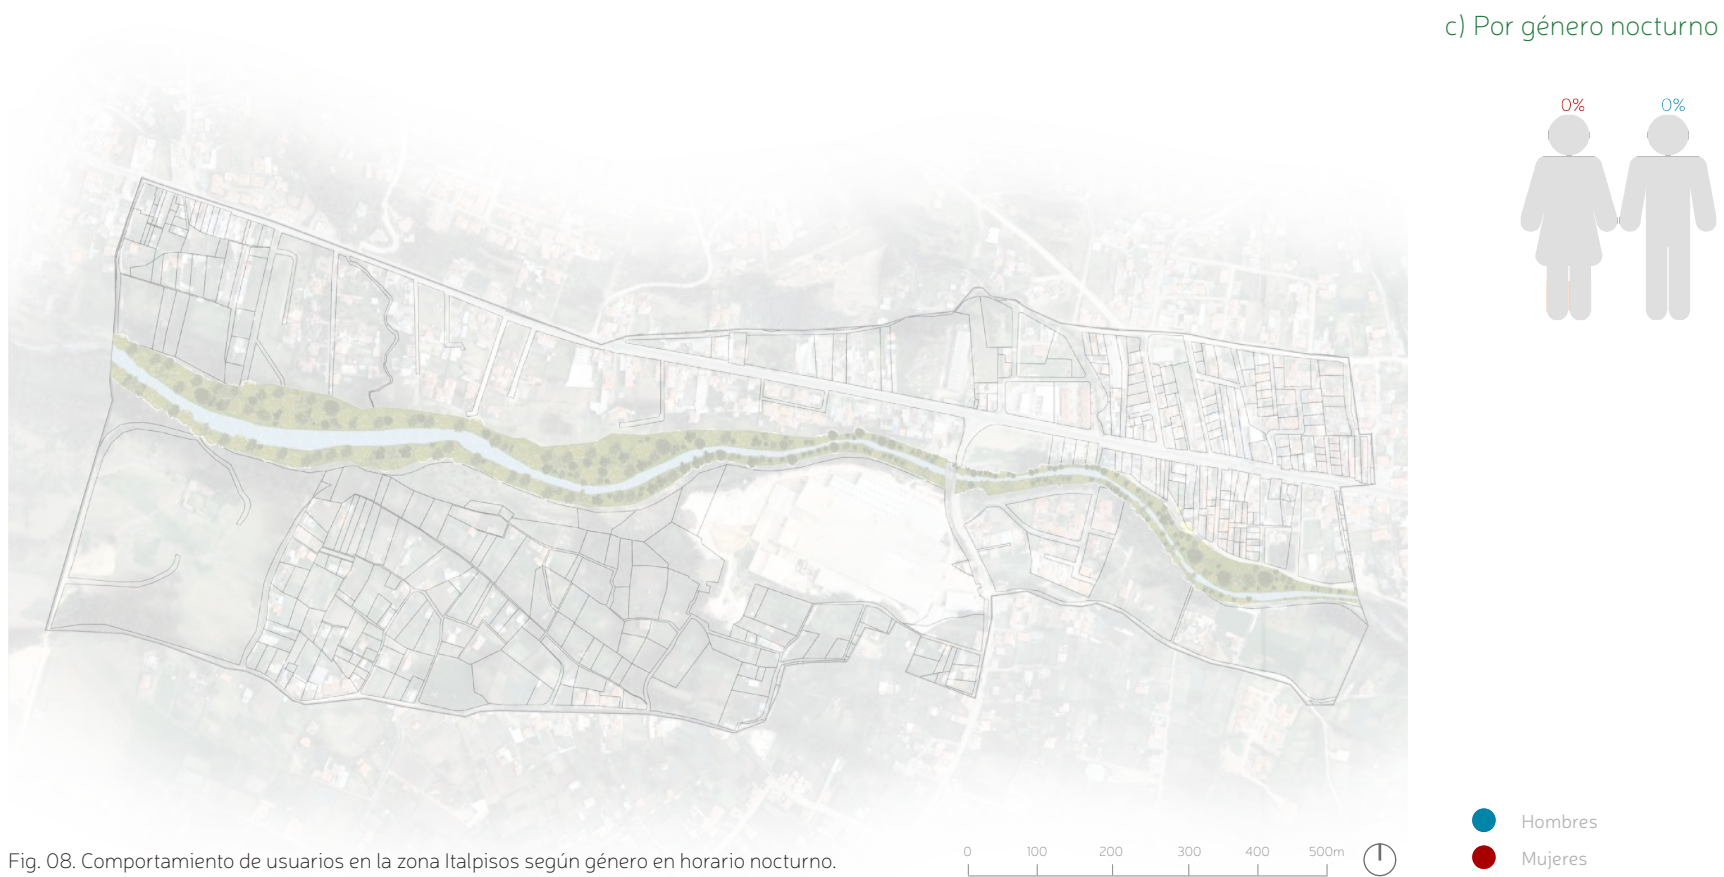 c) Por género nocturno
0% 0%
Hombres
Mujeres
Fig. 08. Comportamiento de usuarios en la zona Italpisos según género en horario nocturno.
0 100 200 300 400 500m